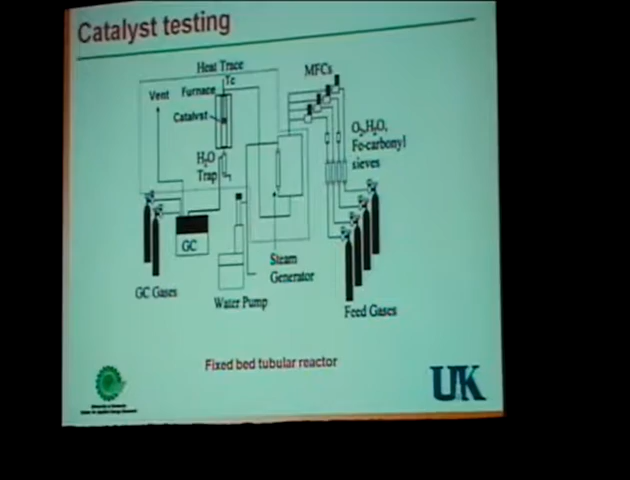 Catalyst testing
Heat Trace
Tc
MFCs
Vent
Furnace
Catalyst
O₂,H₂O,
Fe-carbonyl
sieves
H₂O
Trap
GC
Steam
Generator
GC Gases
Water Pump
Feed Gases
Fixed bed tubular reactor
UK